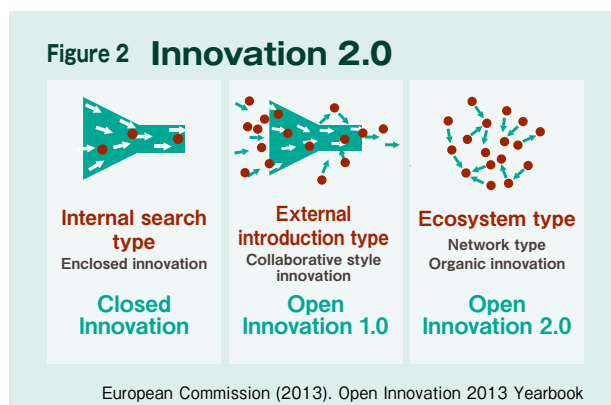 Figure 2 Innovation 2.0
Internal search
type
Enclosed innovation
Closed
Innovation
External
introduction type
Collaborative style
innovation
Open
Innovation 1.0
Ecosystem type
Network type
Organic innovation
Open
Innovation 2.0
European Commission (2013). Open Innovation 2013 Yearbook